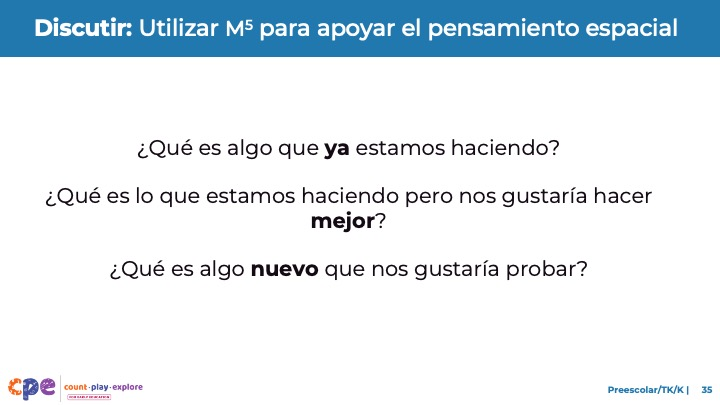 Discutir: Utilizar M⁵ para apoyar el pensamiento espacial
¿Qué es algo que ya estamos haciendo?
¿Qué es lo que estamos haciendo pero nos gustaría hacer
mejor?
¿Qué es algo nuevo que nos gustaría probar?
cpe
count·play·explore
Preescolar/TK/K | 35